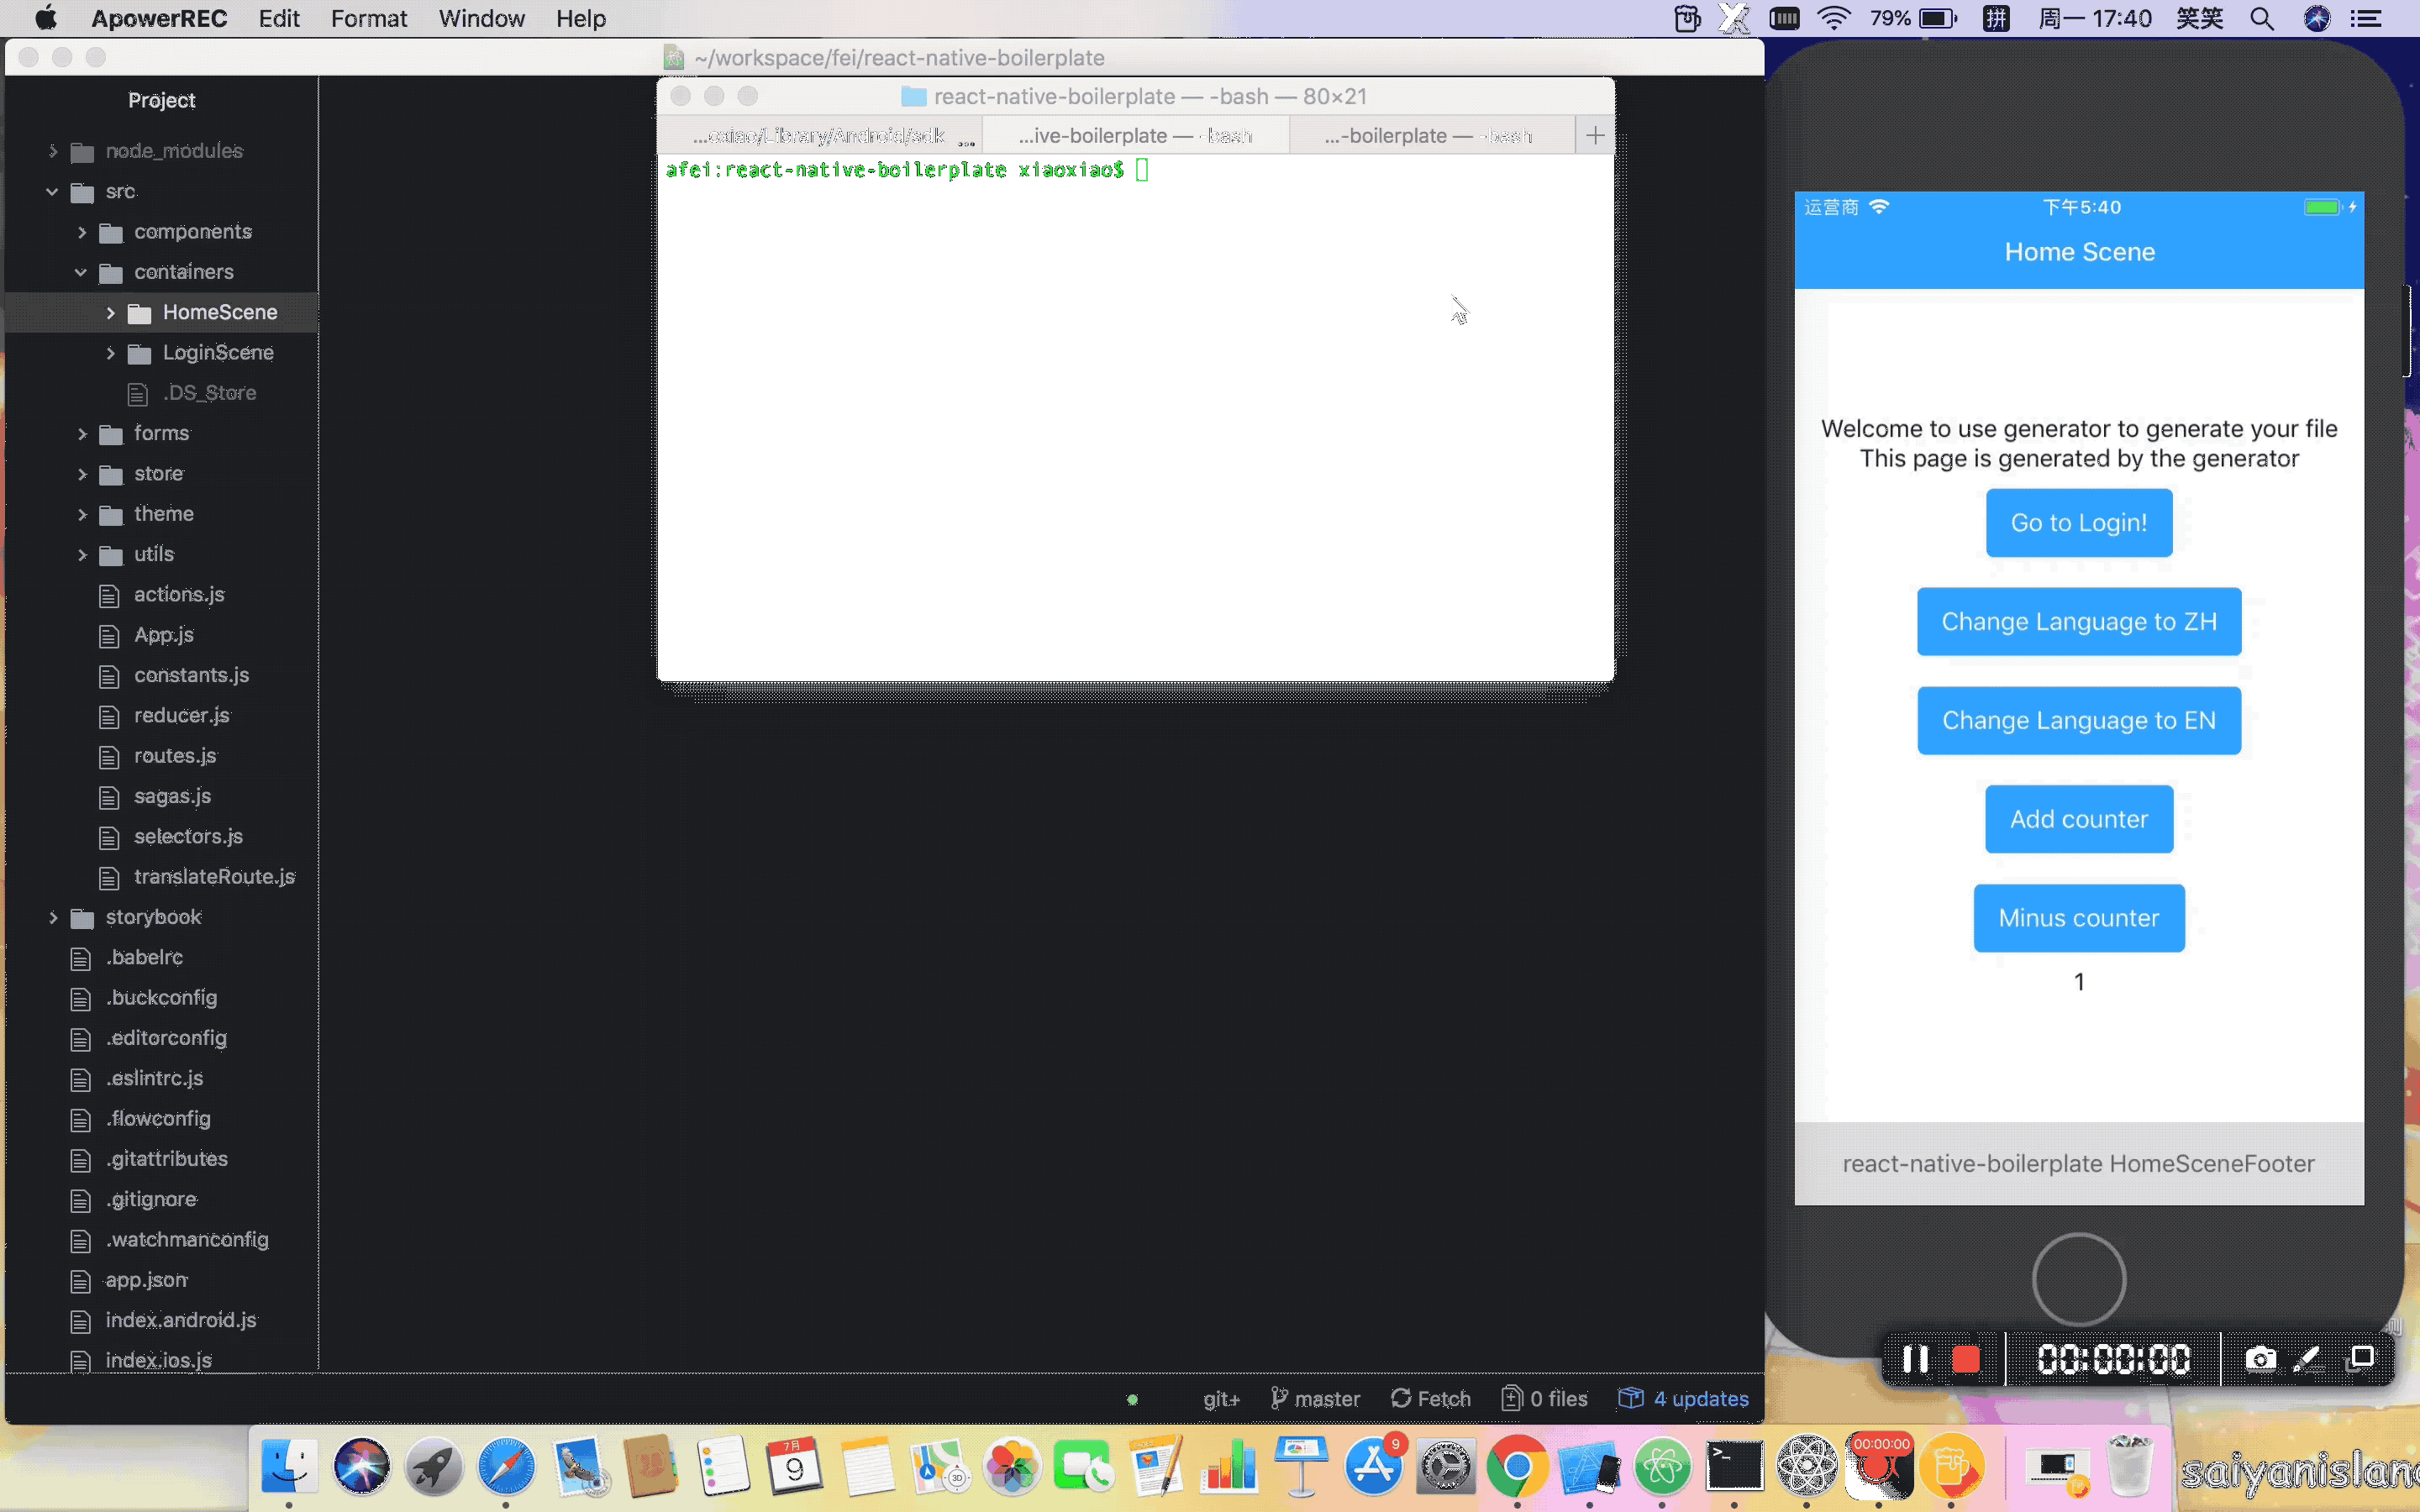 ApowerREC Edit Format Window Help
79% 拼 周一 17:40 笑笑
~/workspace/fei/react-native-boilerplate
Project
node_modules
src
components
containers
HomeScene
LoginScene
.DS_Store
forms
store
theme
utils
actions.js
App.js
constants.js
reducer.js
routes.js
sagas.js
selectors.js
translateRoute.js
storybook
.babelrc
.buckconfig
.editorconfig
.eslintrc.js
.flowconfig
.gitattributes
.gitignore
.watchmanconfig
app.json
index.android.js
index.ios.js
react-native-boilerplate — -bash — 80×21
...oxiao/Library/Android/sdk ... ...ive-boilerplate — -bash ...-boilerplate — -bash
afei:react-native-boilerplate xiaoxiao$
运营商 下午5:40
Home Scene
Welcome to use generator to generate your file
This page is generated by the generator
Go to Login!
Change Language to ZH
Change Language to EN
Add counter
Minus counter
1
react-native-boilerplate HomeSceneFooter
00:00:00
git+ master Fetch 0 files 4 updates
7月
9
3D
9
00:00:00
saiyanislan